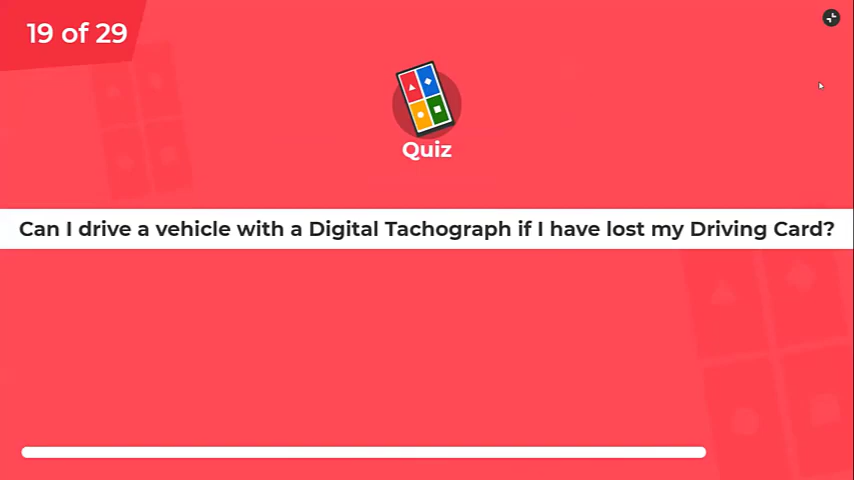 19 of 29
Quiz
Can I drive a vehicle with a Digital Tachograph if I have lost my Driving Card?